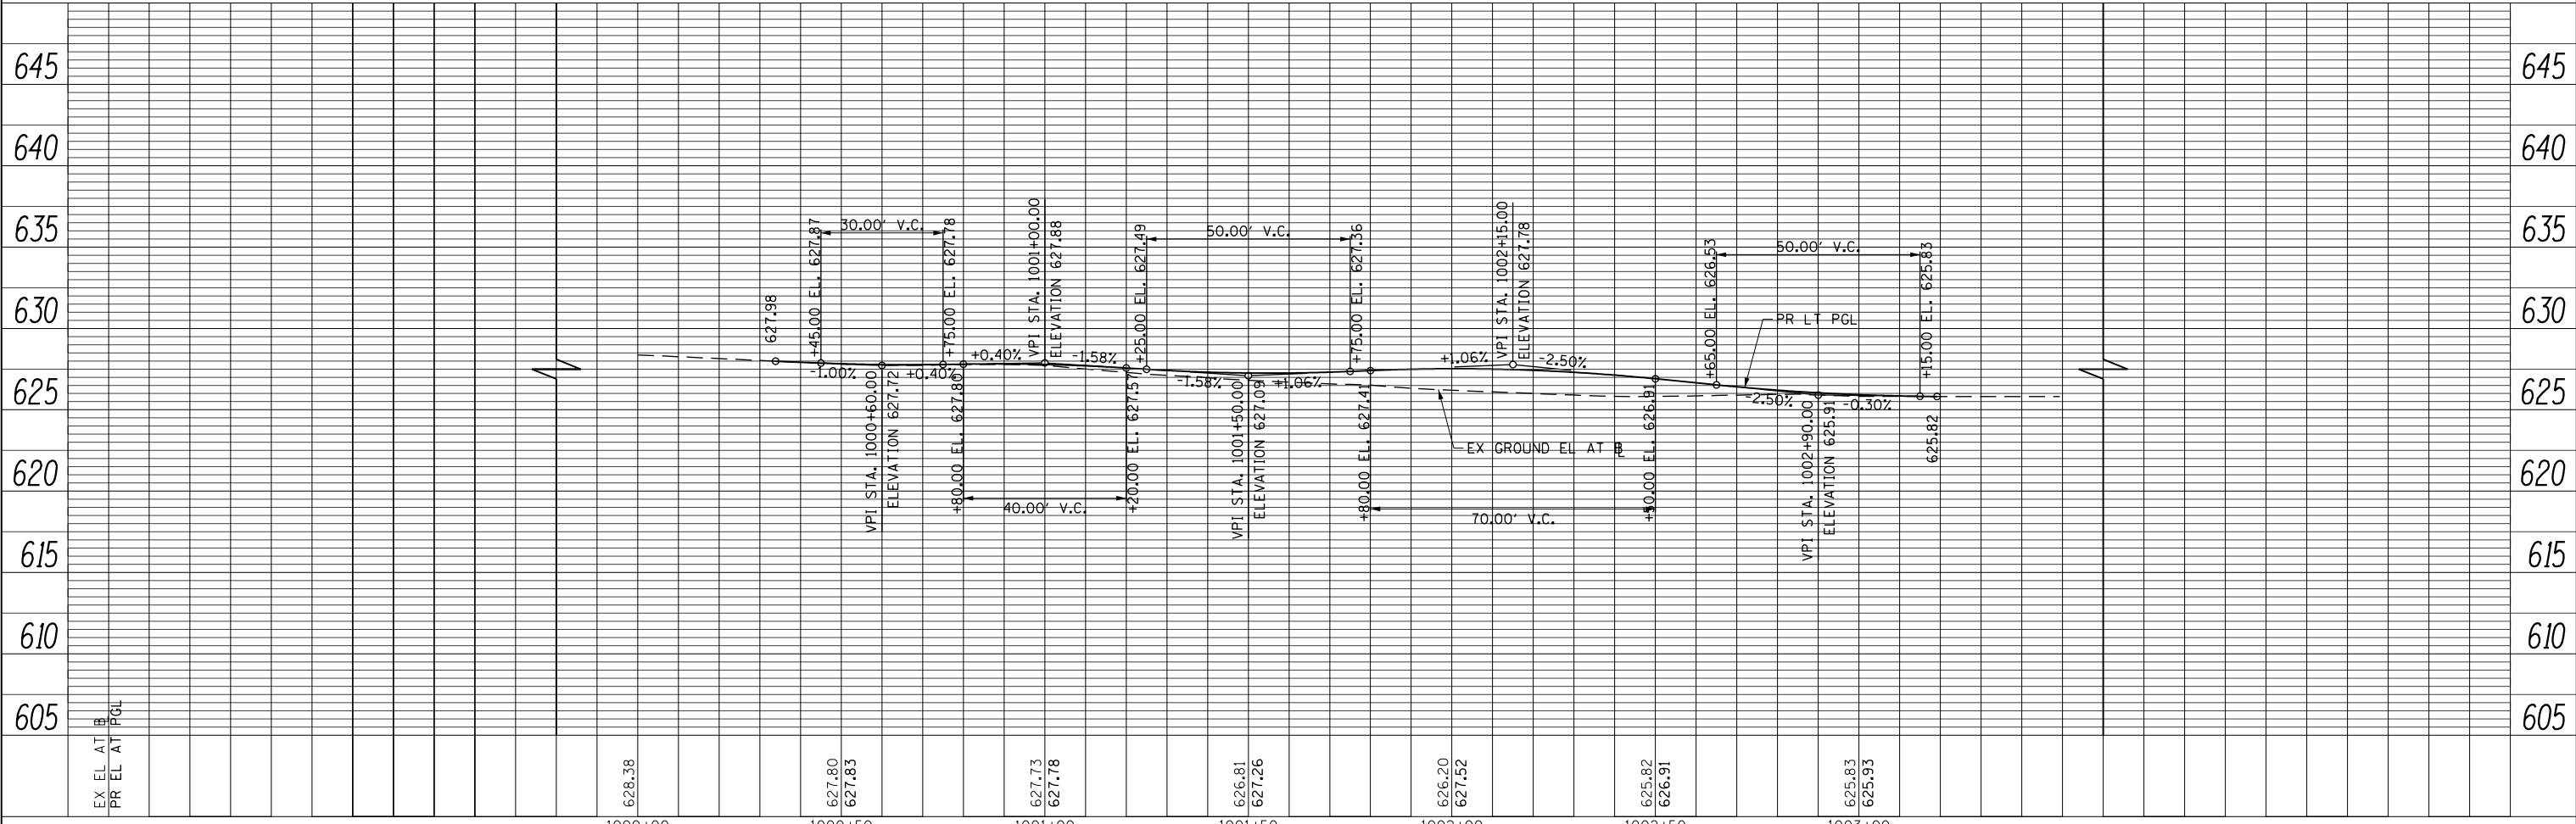 645 645
640 640
635 635
630 630
625 625
620 620
615 615
610 610
605 605
627.98
+45.00 EL. 627.87
30.00' V.C.
+75.00 EL. 627.78
VPI STA. 1001+00.00
ELEVATION 627.88
+25.00 EL. 627.49
50.00' V.C.
+75.00 EL. 627.36
VPI STA. 1002+15.00
ELEVATION 627.78
+65.00 EL. 626.53
50.00' V.C.
+15.00 EL. 625.83
PR LT PGL
-1.00%
+0.40%
+0.40%
-1.58%
-1.58%
+1.06%
+1.06%
-2.50%
-2.50%
-0.30%
VPI STA. 1000+60.00
ELEVATION 627.72
+80.00 EL. 627.80
40.00' V.C.
+20.00 EL. 627.57
VPI STA. 1001+50.00
ELEVATION 627.09
+80.00 EL. 627.41
70.00' V.C.
+50.00 EL. 626.91
EX GROUND EL AT BL
VPI STA. 1002+90.00
ELEVATION 625.91
625.82
EX EL AT B
PR EL AT PGL
628.38
627.80
627.83
627.73
627.78
626.81
627.26
626.20
627.52
625.82
626.91
625.83
625.93